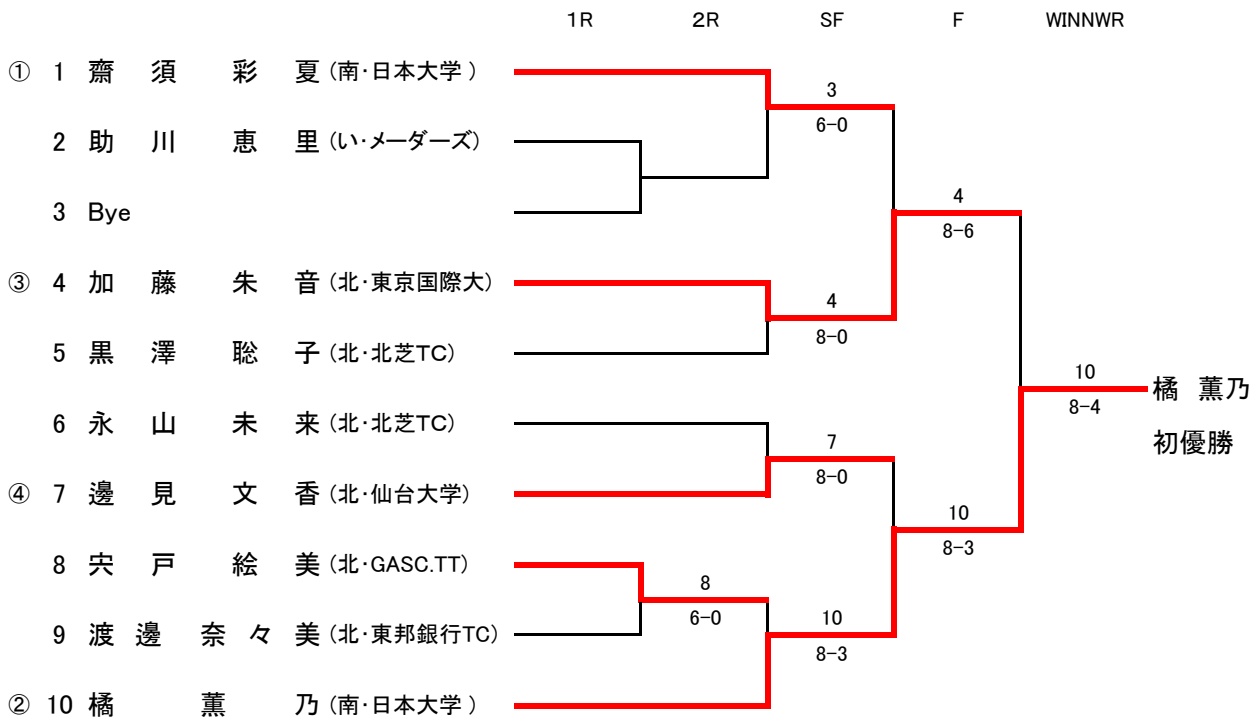 1R 2R SF F WINNWR
① 1 齋須 彩夏 (南・日本大学 )
3
6-0
2 助川 恵里 (い・メーダーズ)
3 Bye
4
8-6
③ 4 加藤 朱音 (北・東京国際大)
4
8-0
5 黒澤 聡子 (北・北芝TC)
10
8-4
橘 薫乃
初優勝
6 永山 未来 (北・北芝TC)
7
8-0
④ 7 邊見 文香 (北・仙台大学)
10
8-3
8 宍戸 絵美 (北・GASC.TT)
8
6-0
9 渡邊 奈々美 (北・東邦銀行TC)
10
8-3
② 10 橘 薫乃 (南・日本大学 )